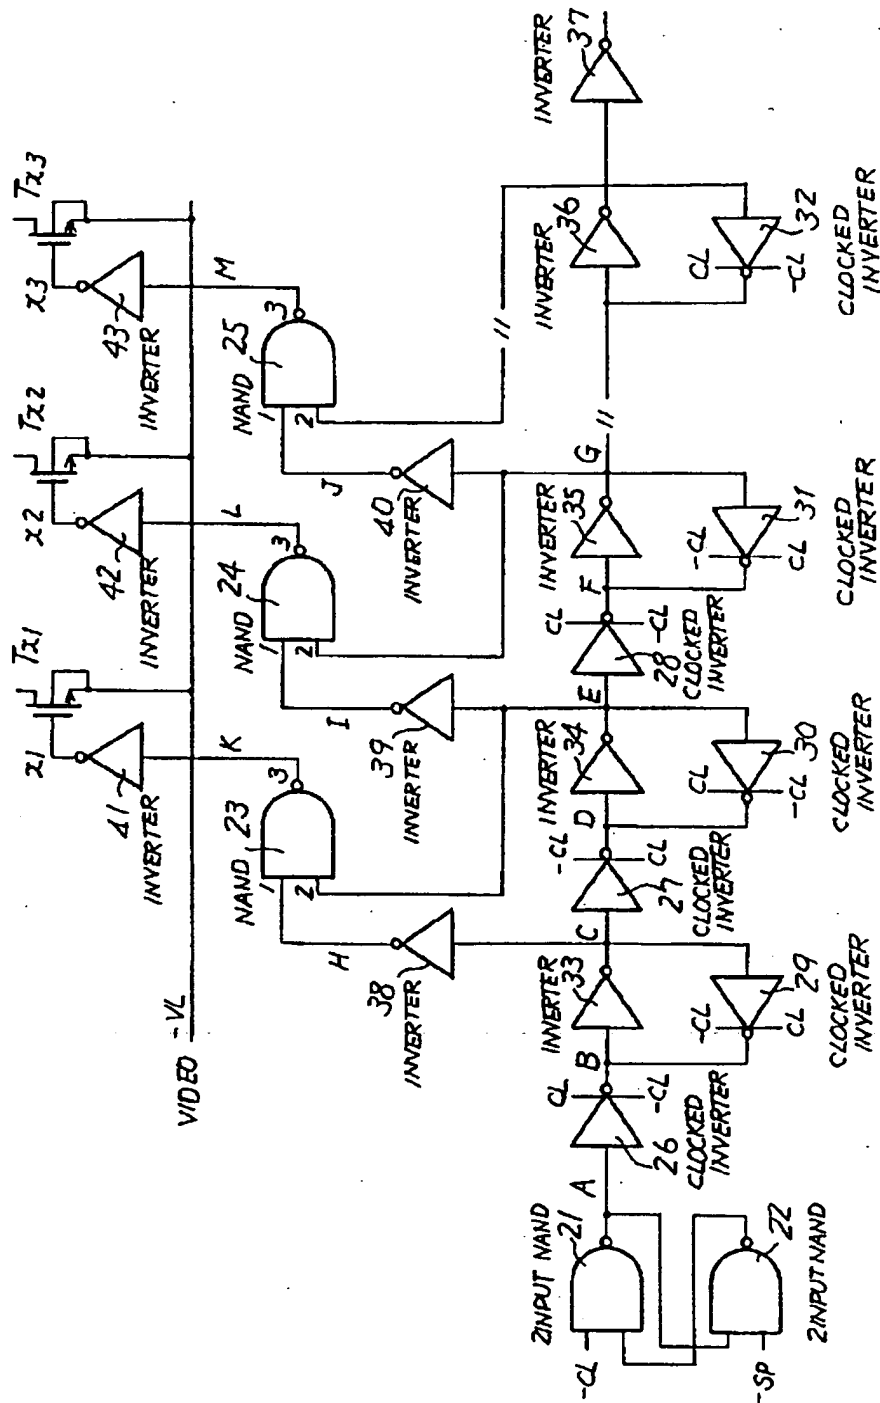 x1
Tx1
x2
Tx2
x3
Tx3
41
INVERTER
42
INVERTER
43
INVERTER
VIDEO -VL
K
L
M
3
3
3
NAND 23
NAND 24
NAND 25
1
2
1
2
1
2
H
I
J
38
INVERTER
39
INVERTER
40
INVERTER
2INPUT NAND
21
-CL
A
CL
-CL
26
CLOCKED
INVERTER
B
INVERTER
33
C
-CL
CL
27
CLOCKED
INVERTER
D
INVERTER
34
E
CL
-CL
28
CLOCKED
INVERTER
F
INVERTER
35
G
INVERTER
36
INVERTER
37
-SP
22
2INPUT NAND
-CL
CL
29
CLOCKED
INVERTER
CL
-CL
30
CLOCKED
INVERTER
-CL
CL
31
CLOCKED
INVERTER
CL
-CL
32
CLOCKED
INVERTER